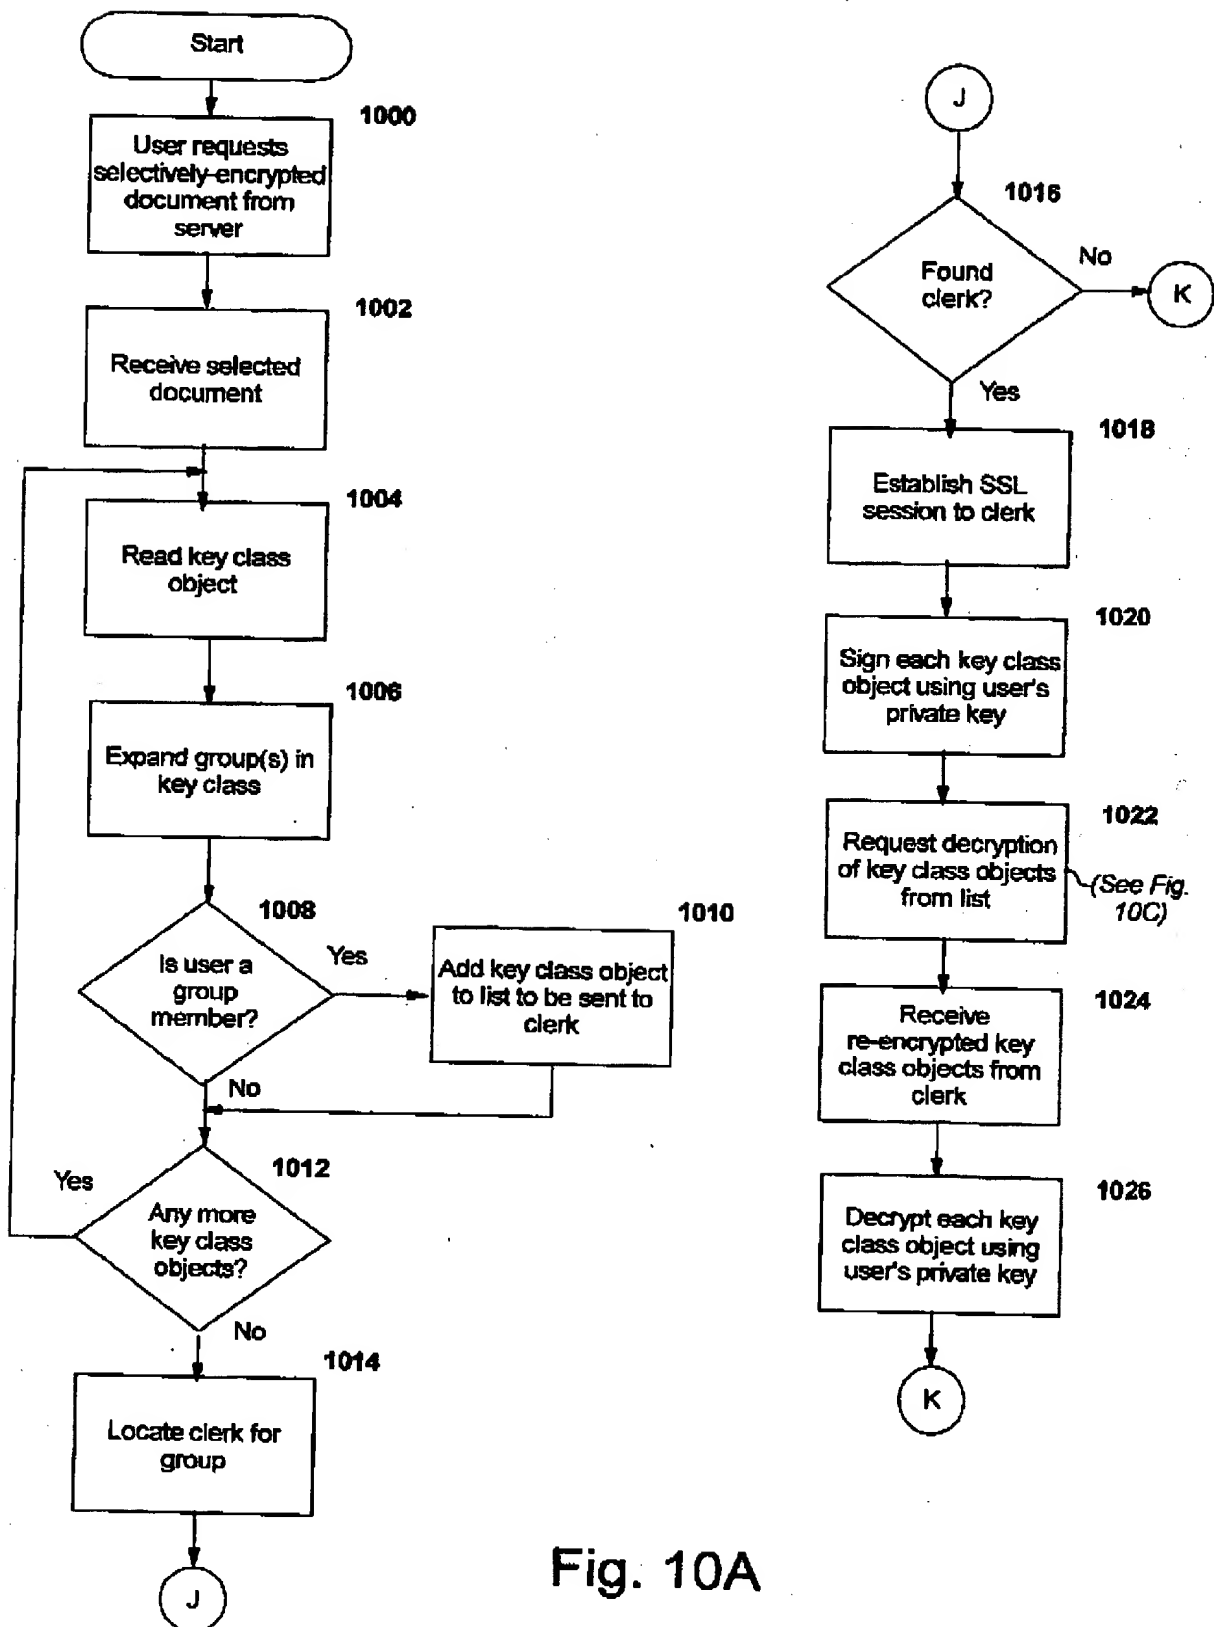 Start
1000
User requests
selectively-encrypted
document from
server
1002
Receive selected
document
1004
Read key class
object
1006
Expand group(s) in
key class
1008
Is user a
group
member?
Yes
No
1010
Add key class object
to list to be sent to
clerk
1012
Any more
key class
objects?
Yes
No
1014
Locate clerk for
group
J
J
1016
Found
clerk?
No
K
Yes
1018
Establish SSL
session to clerk
1020
Sign each key class
object using user's
private key
1022
Request decryption
of key class objects
from list
(See Fig.
10C)
1024
Receive
re-encrypted key
class objects from
clerk
1026
Decrypt each key
class object using
user's private key
K
Fig. 10A